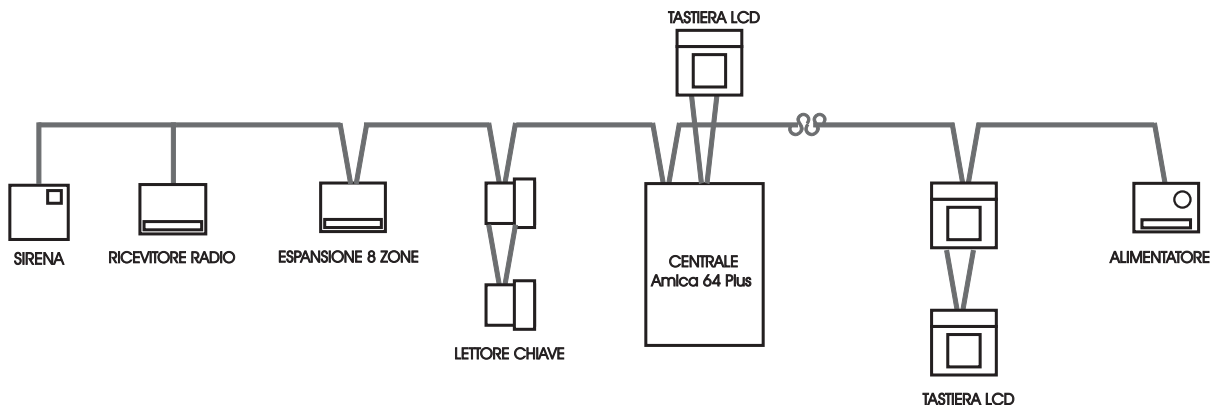 TASTIERA LCD
SIRENA
RICEVITORE RADIO
ESPANSIONE 8 ZONE
LETTORE CHIAVE
CENTRALE
Amica 64 Plus
ALIMENTATORE
TASTIERA LCD